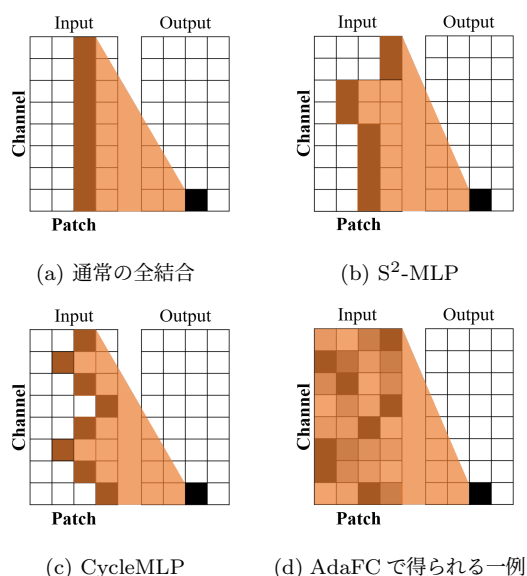 Input Output
Channel
Patch
(a) 通常の全結合
Input Output
Channel
Patch
(b) S²-MLP
Input Output
Channel
Patch
(c) CycleMLP
Input Output
Channel
Patch
(d) AdaFC で得られる一例